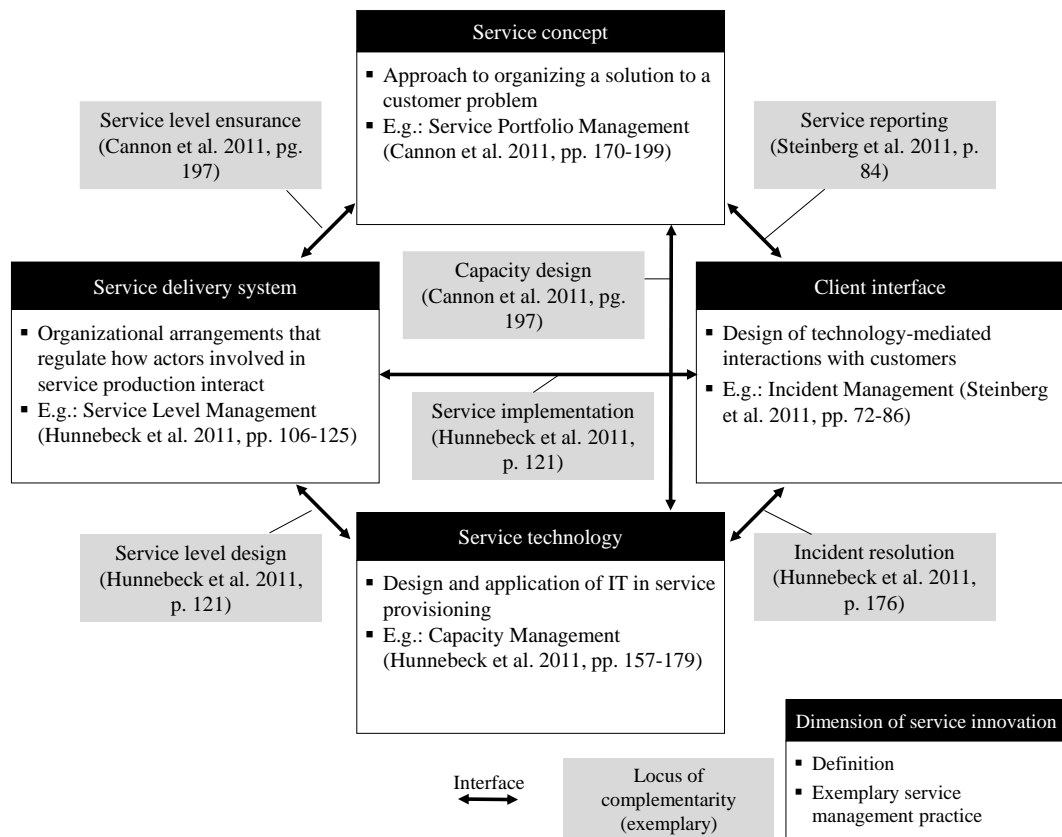 Service concept
▪ Approach to organizing a solution to a
customer problem
▪ E.g.: Service Portfolio Management
(Cannon et al. 2011, pp. 170-199)
Service level ensurance
(Cannon et al. 2011, pg.
197)
Service reporting
(Steinberg et al. 2011, p.
84)
Service delivery system
▪ Organizational arrangements that
regulate how actors involved in
service production interact
▪ E.g.: Service Level Management
(Hunnebeck et al. 2011, pp. 106-125)
Capacity design
(Cannon et al. 2011, pg.
197)
Client interface
▪ Design of technology-mediated
interactions with customers
▪ E.g.: Incident Management (Steinberg
et al. 2011, pp. 72-86)
Service implementation
(Hunnebeck et al. 2011,
p. 121)
Service level design
(Hunnebeck et al. 2011,
p. 121)
Service technology
▪ Design and application of IT in service
provisioning
▪ E.g.: Capacity Management
(Hunnebeck et al. 2011, pp. 157-179)
Incident resolution
(Hunnebeck et al. 2011,
p. 176)
Interface
Locus of
complementarity
(exemplary)
Dimension of service innovation
▪ Definition
▪ Exemplary service
management practice